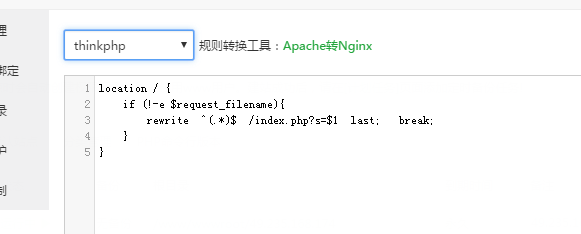 理
绑定
录
护
制
thinkphp 规则转换工具：Apache转Nginx
1 location / {
2 if (!-e $request_filename){
3 rewrite ^(.*)$ /index.php?s=$1 last; break;
4 }
5 }